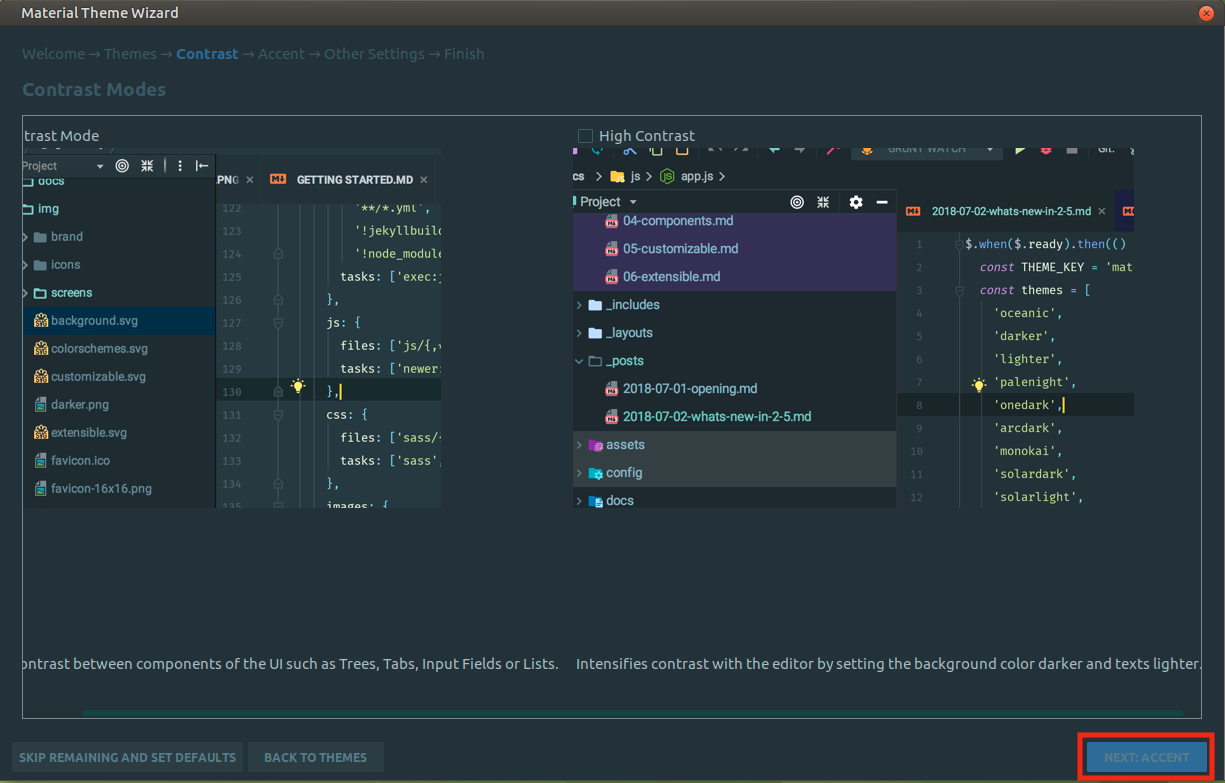 Material Theme Wizard
Welcome → Themes → Contrast → Accent → Other Settings → Finish
Contrast Modes
trast Mode
High Contrast
Project
docs
img
brand
icons
screens
background.svg
colorschemes.svg
customizable.svg
darker.png
extensible.svg
favicon.ico
favicon-16x16.png
.PNG × GETTING STARTED.MD ×
122 '**/*.yml',
123 '!jekyllbuild
124 '!node_module
125 tasks: ['exec:j
126 },
127 js: {
128 files: ['js/{,*
129 tasks: ['newer:
130 },
131 css: {
132 files: ['sass/{
133 tasks: ['sass',
134 },
135 images: {
GRUNT WATCH
Git:
cs > js > app.js >
Project
04-components.md
05-customizable.md
06-extensible.md
_includes
_layouts
_posts
2018-07-01-opening.md
2018-07-02-whats-new-in-2-5.md
assets
config
docs
2018-07-02-whats-new-in-2-5.md ×
1 $.when($.ready).then(()
2 const THEME_KEY = 'mat
3 const themes = [
4 'oceanic',
5 'darker',
6 'lighter',
7 'palenight',
8 'onedark',
9 'arcdark',
10 'monokai',
11 'solardark',
12 'solarlight',
ontrast between components of the UI such as Trees, Tabs, Input Fields or Lists.
Intensifies contrast with the editor by setting the background color darker and texts lighter.
SKIP REMAINING AND SET DEFAULTS
BACK TO THEMES
NEXT: ACCENT